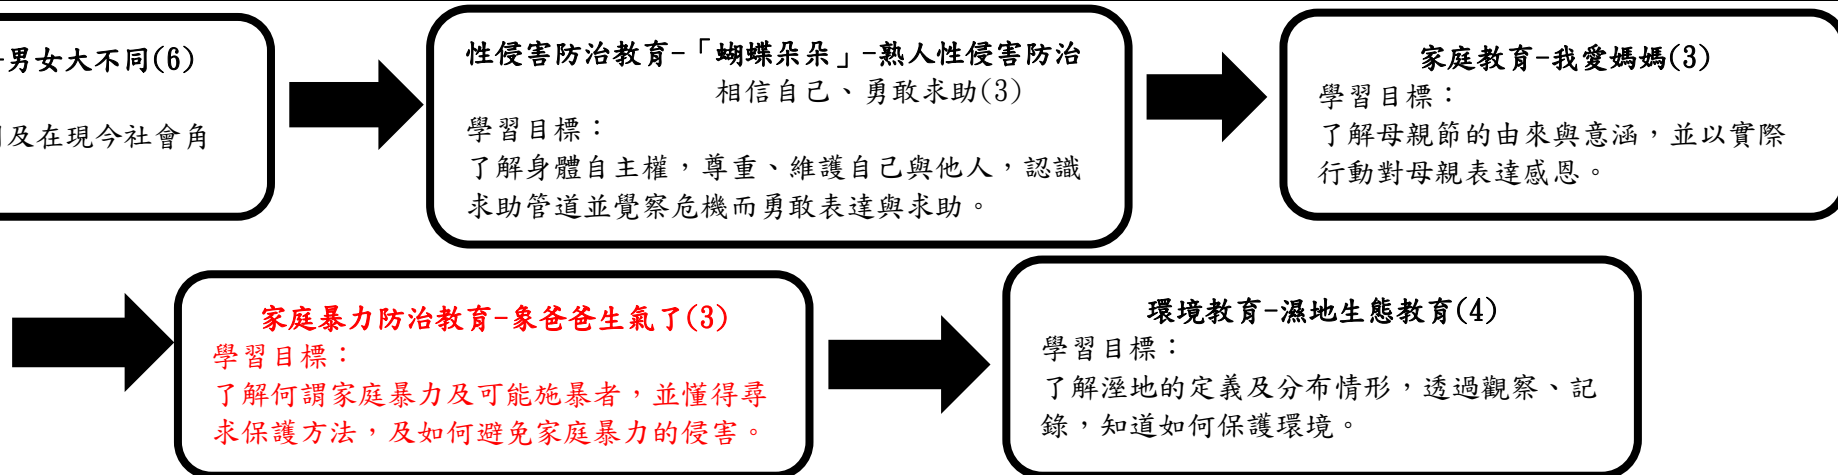 -男女大不同(6)
及在現今社會角
性侵害防治教育-「蝴蝶朵朵」-熟人性侵害防治
相信自己、勇敢求助(3)
學習目標：
了解身體自主權，尊重、維護自己與他人，認識
求助管道並覺察危機而勇敢表達與求助。
家庭教育-我愛媽媽(3)
學習目標：
了解母親節的由來與意涵，並以實際
行動對母親表達感恩。
家庭暴力防治教育-象爸爸生氣了(3)
學習目標：
了解何謂家庭暴力及可能施暴者，並懂得尋
求保護方法，及如何避免家庭暴力的侵害。
環境教育-濕地生態教育(4)
學習目標：
了解溼地的定義及分布情形，透過觀察、記
錄，知道如何保護環境。